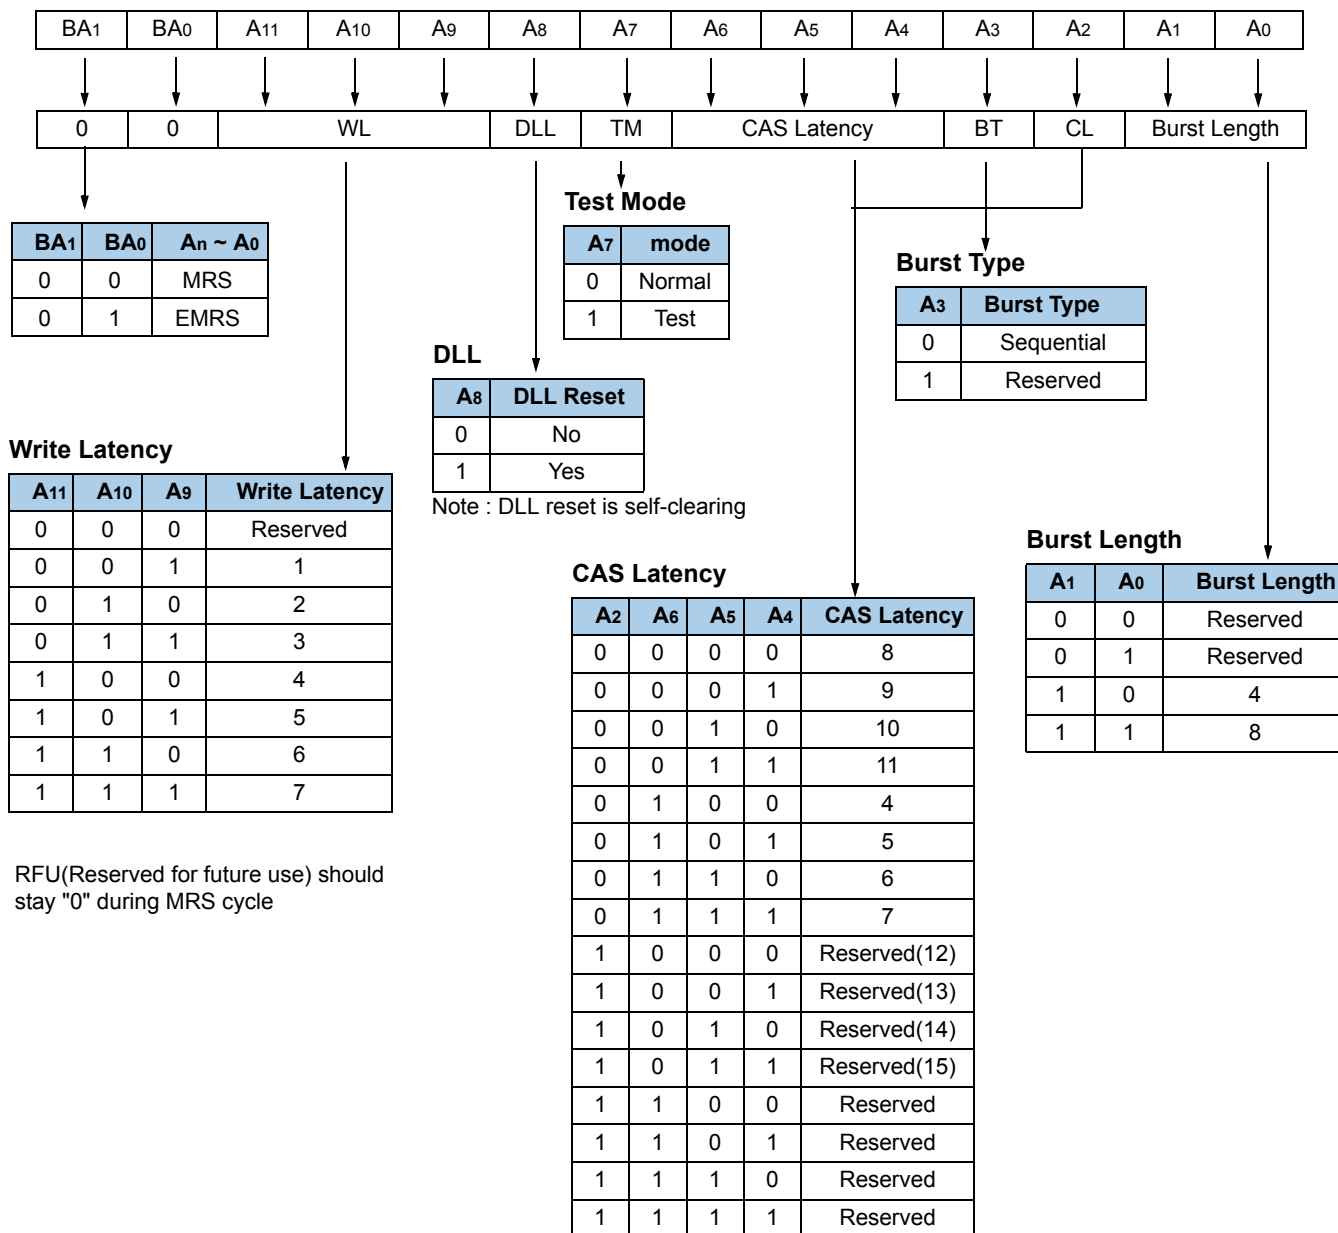 BA1 BA0 A11 A10 A9 A8 A7 A6 A5 A4 A3 A2 A1 A0
0 0 WL DLL TM CAS Latency BT CL Burst Length
BA1 BA0 An ~ A0
0 0 MRS
0 1 EMRS
Test Mode
A7 mode
0 Normal
1 Test
Burst Type
A3 Burst Type
0 Sequential
1 Reserved
DLL
A8 DLL Reset
0 No
1 Yes
Note : DLL reset is self-clearing
Write Latency
A11 A10 A9 Write Latency
0 0 0 Reserved
0 0 1 1
0 1 0 2
0 1 1 3
1 0 0 4
1 0 1 5
1 1 0 6
1 1 1 7
RFU(Reserved for future use) should
stay "0" during MRS cycle
CAS Latency
A2 A6 A5 A4 CAS Latency
0 0 0 0 8
0 0 0 1 9
0 0 1 0 10
0 0 1 1 11
0 1 0 0 4
0 1 0 1 5
0 1 1 0 6
0 1 1 1 7
1 0 0 0 Reserved(12)
1 0 0 1 Reserved(13)
1 0 1 0 Reserved(14)
1 0 1 1 Reserved(15)
1 1 0 0 Reserved
1 1 0 1 Reserved
1 1 1 0 Reserved
1 1 1 1 Reserved
Burst Length
A1 A0 Burst Length
0 0 Reserved
0 1 Reserved
1 0 4
1 1 8